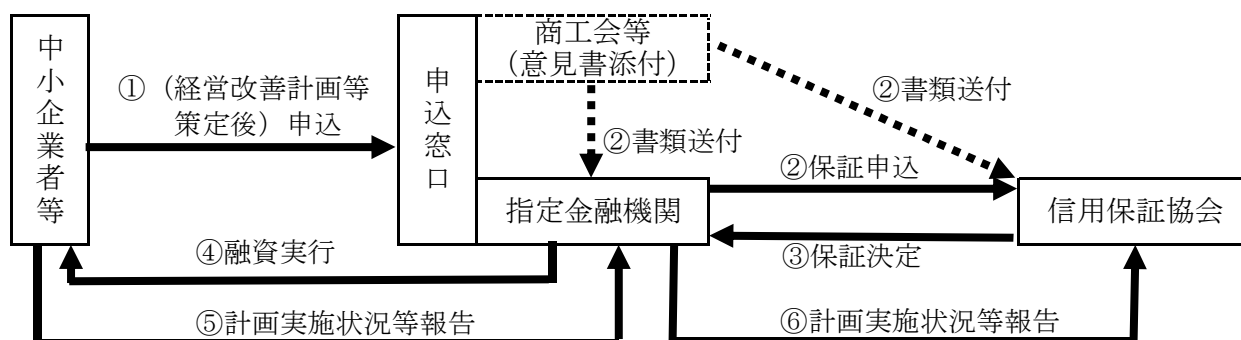 中小企業者等
①（経営改善計画等
策定後）申込
申込窓口
商工会等
（意見書添付）
②書類送付
②書類送付
②保証申込
指定金融機関
信用保証協会
③保証決定
④融資実行
⑤計画実施状況等報告
⑥計画実施状況等報告